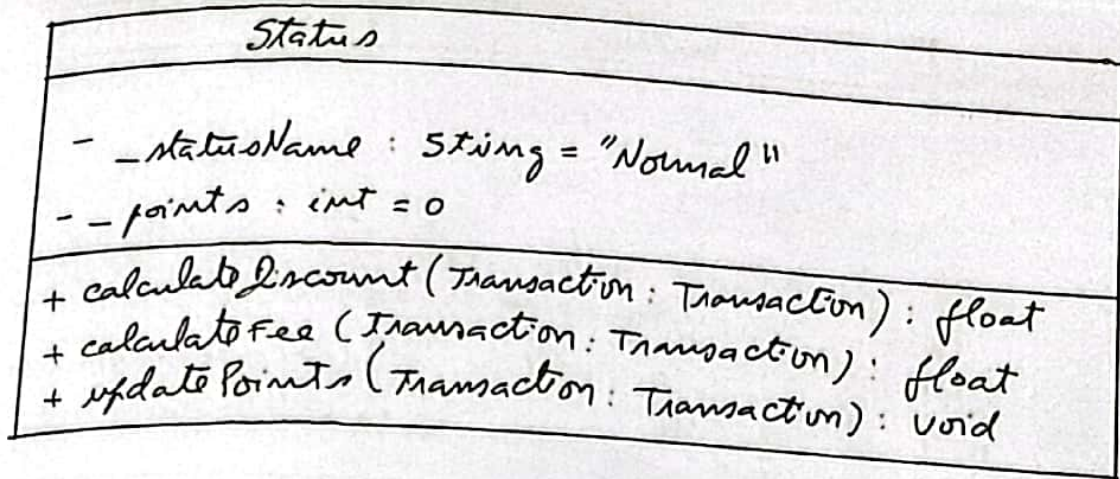 Status
- _statusName : String = "Normal"
- _points : int = 0
+ calculateDiscount (Transaction : Transaction) : float
+ calculateFee (Transaction : Transaction) : float
+ updatePoints (Transaction : Transaction) : void